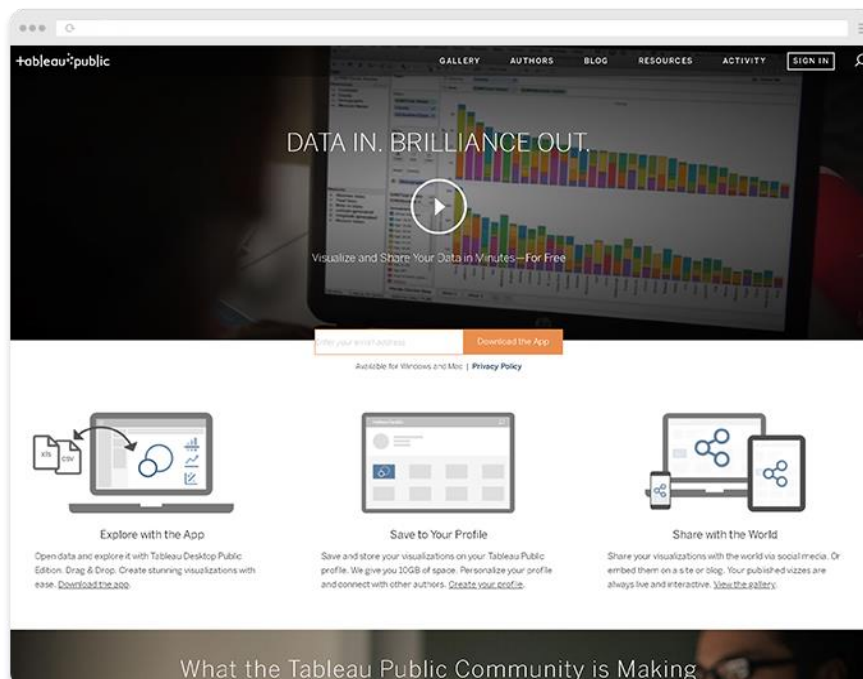 tableau public
GALLERY AUTHORS BLOG RESOURCES ACTIVITY SIGN IN
DATA IN. BRILLIANCE OUT.
Visualize and Share Your Data in Minutes—For Free
Enter your email address
Download the App
Available for Windows and Mac | Privacy Policy
xls
csv
Explore with the App
Open data and explore it with Tableau Desktop Public
Edition. Drag & Drop. Create stunning visualizations with
ease. Download the app.
Save to Your Profile
Save and store your visualizations on your Tableau Public
profile. We give you 10GB of space. Personalize your profile
and connect with other authors. Create your profile.
Share with the World
Share your visualizations with the world via social media. Or
embed them on a site or blog. Your published vizzes are
always live and interactive. View the gallery.
What the Tableau Public Community is Making